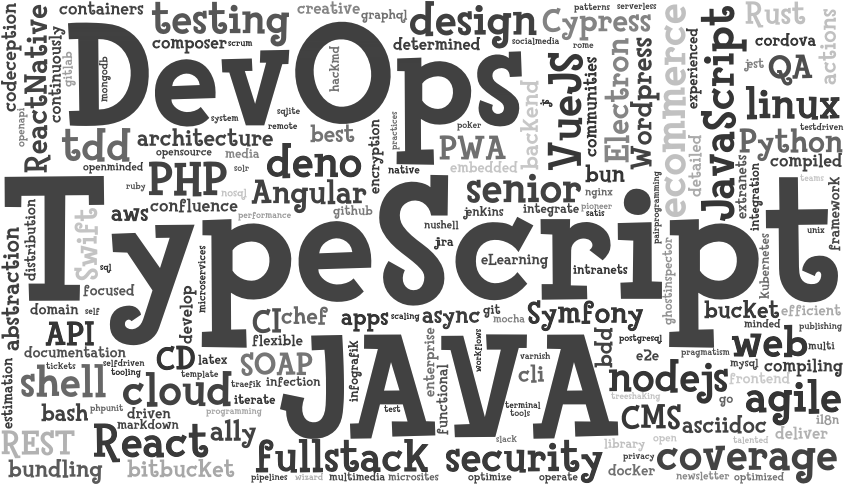 containers
testing
creative
graphql
design
patterns
serverless
Cypress
Rust
actions
codeception
ReactNative
continuously
gitlab
mongodb
composer
scrum
DevOps
hackmd
determined
socialmedia
rome
Electron
Wordpress
ecommerce
experienced
JavaScript
cordova
jest
QA
openapi
system
sqlite
remote
practices
poker
backend
VueJS
js
communities
detailed
linux
testdriven
tdd
architecture
best
encryption
PWA
Python
openminded
opensource
media
solr
deno
native
embedded
bun
extranets
integration
compiled
ruby
PHP
nosql
Angular
senior
nginx
pioneer
pairprogramming
teams
framework
distribution
Swift
aws
confluence
performance
github
nushell
jenkins
integrate
satis
unix
TypeScript
jira
eLearning
intranets
ghostinspector
Kubernetes
abstraction
sql
focused
microservices
domain
self
develop
CI
chef
apps
scaling
async
git
mocha
Symfony
bucket
efficient
API
flexible
minded
publishing
documentation
CD
latex
SOAP
JAVA
infografik
enterprise
functional
workflows
varnish
bdd
e2e
postgresql
pragmatism
web
multi
estimation
tickets
selfdriven
tooling
template
traefik
infection
cli
mysql
compiling
shell
cloud
iterate
nodejs
frontend
treeshaking
go
agile
bash
phpunit
driven
programming
test
terminal
tools
CMS
asciidoc
i18n
markdown
REST
React
ally
slack
library
open
talented
deliver
fullstack
security
privacy
coverage
bundling
bitbucket
pipelines
wizard
multimedia
microsites
optimize
operate
docker
newsletter
optimized